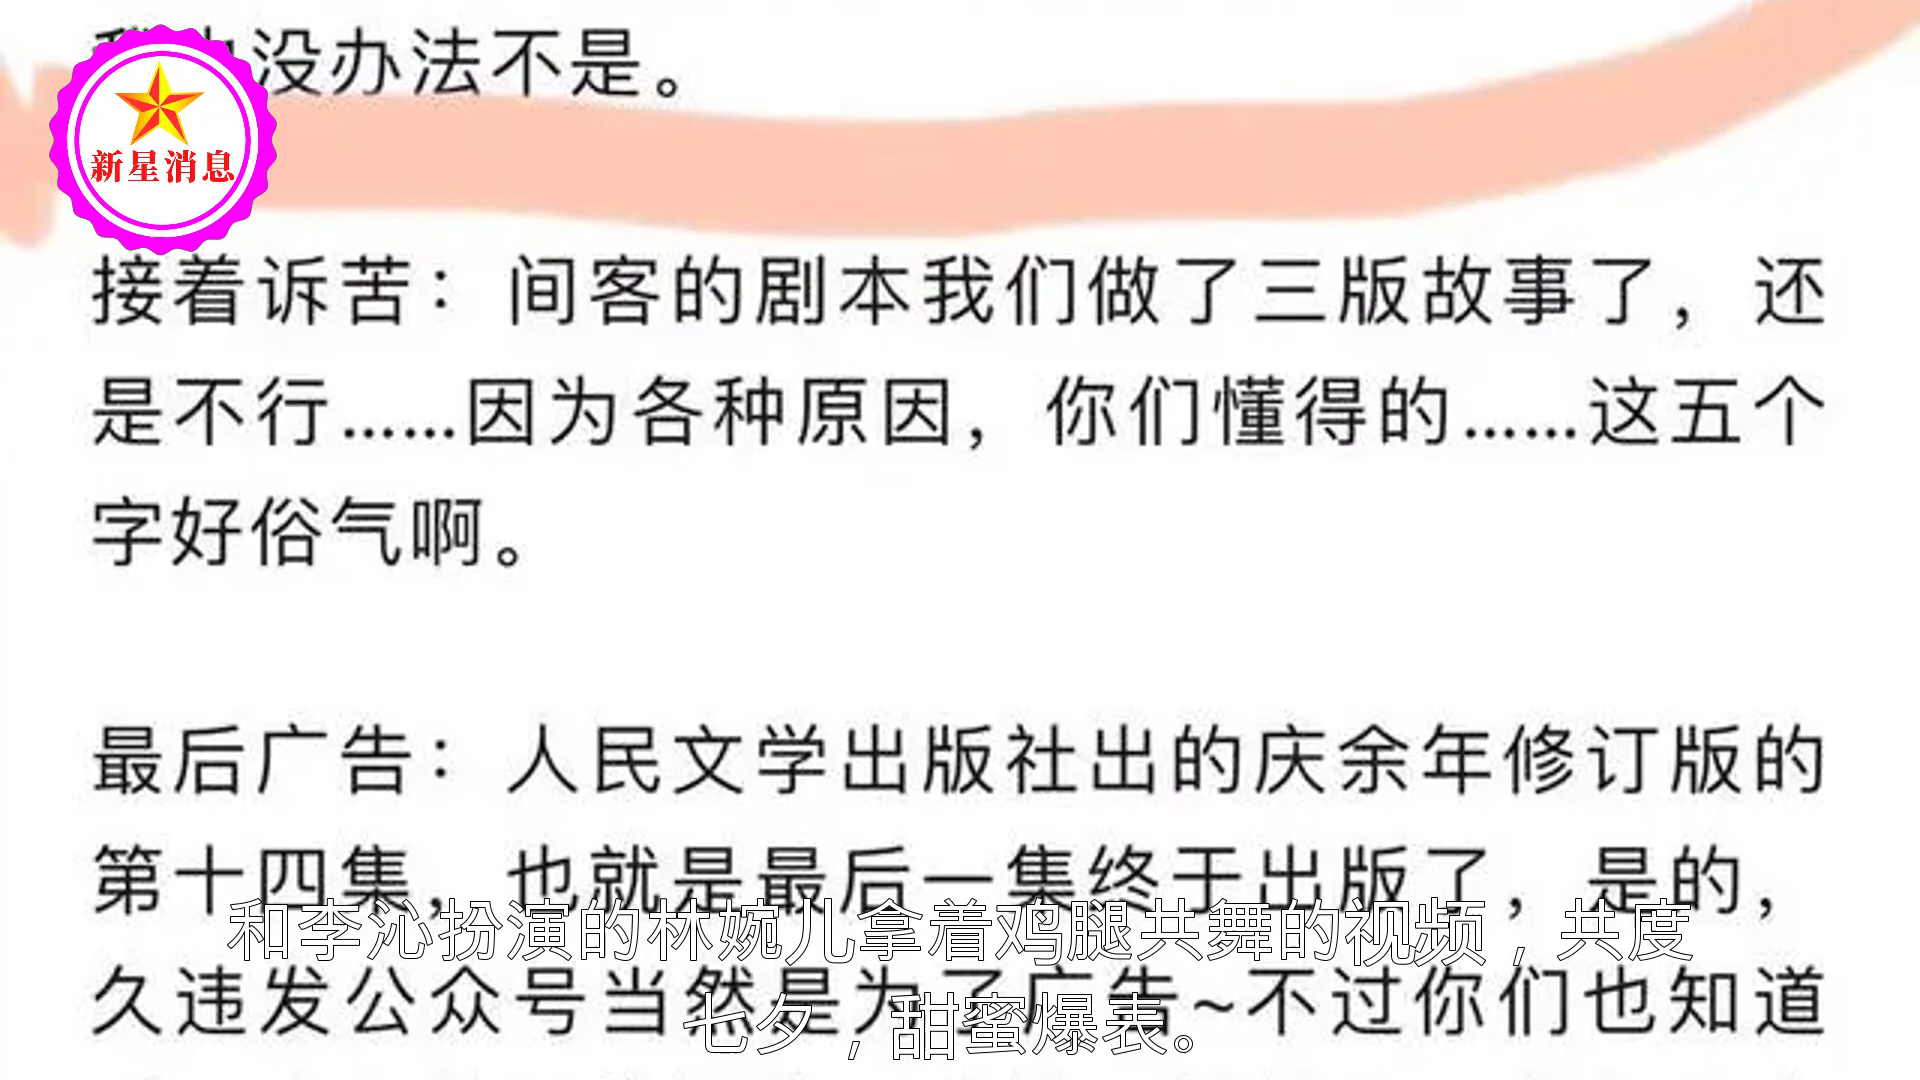 没办法不是。
新星消息
接着诉苦：间客的剧本我们做了三版故事了，还
是不行……因为各种原因，你们懂得的……这五个
字好俗气啊。
最后广告：人民文学出版社出的庆余年修订版的
第十四集，也就是最后一集终于出版了，是的，
久违发公众号当然是为了广告~不过你们也知道
和李沁扮演的林婉儿拿着鸡腿共舞的视频，共度
七夕，甜蜜爆表。